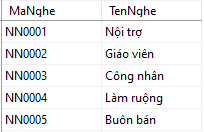 MaNghe TenNghe
NN0001 Nội trợ
NN0002 Giáo viên
NN0003 Công nhân
NN0004 Làm ruộng
NN0005 Buôn bán